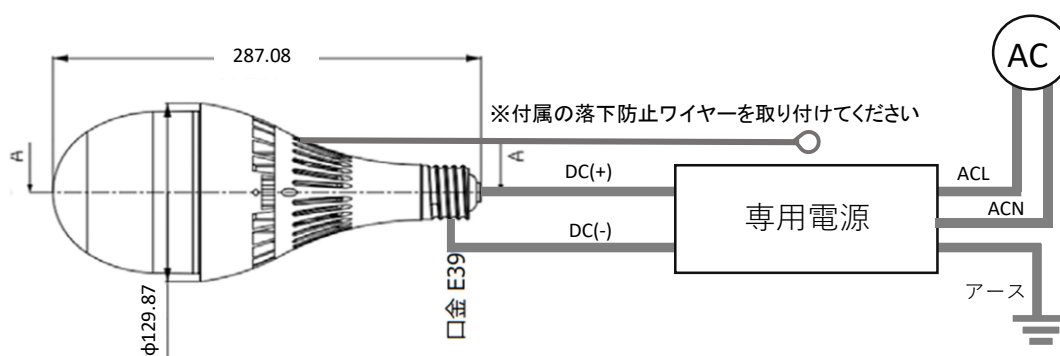 287.08
AC
※付属の落下防止ワイヤーを取り付けてください
A
A
DC(+)
ACL
専用電源
ACN
DC(-)
口金 E39
アース
φ129.87